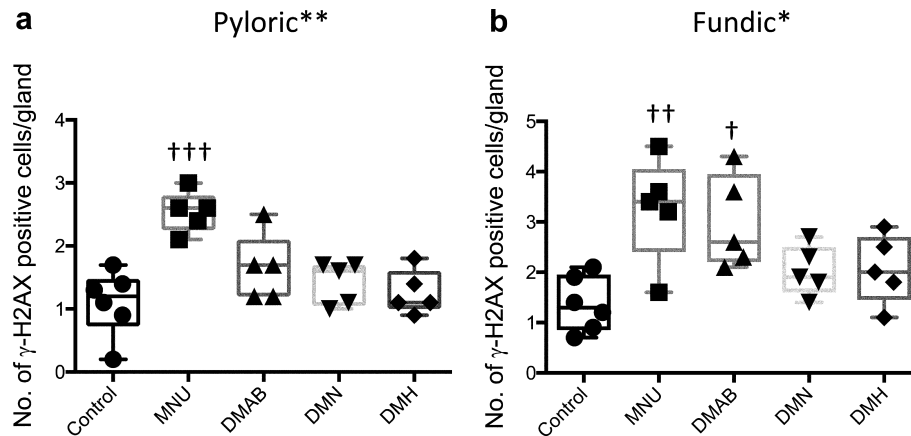 a
Pyloric**
No. of γ-H2AX positive cells/gland
4
3
2
1
0
†††
Control
MNU
DMAB
DMN
DMH
b
Fundic*
No. of γ-H2AX positive cells/gland
5
4
3
2
1
0
††
†
Control
MNU
DMAB
DMN
DMH